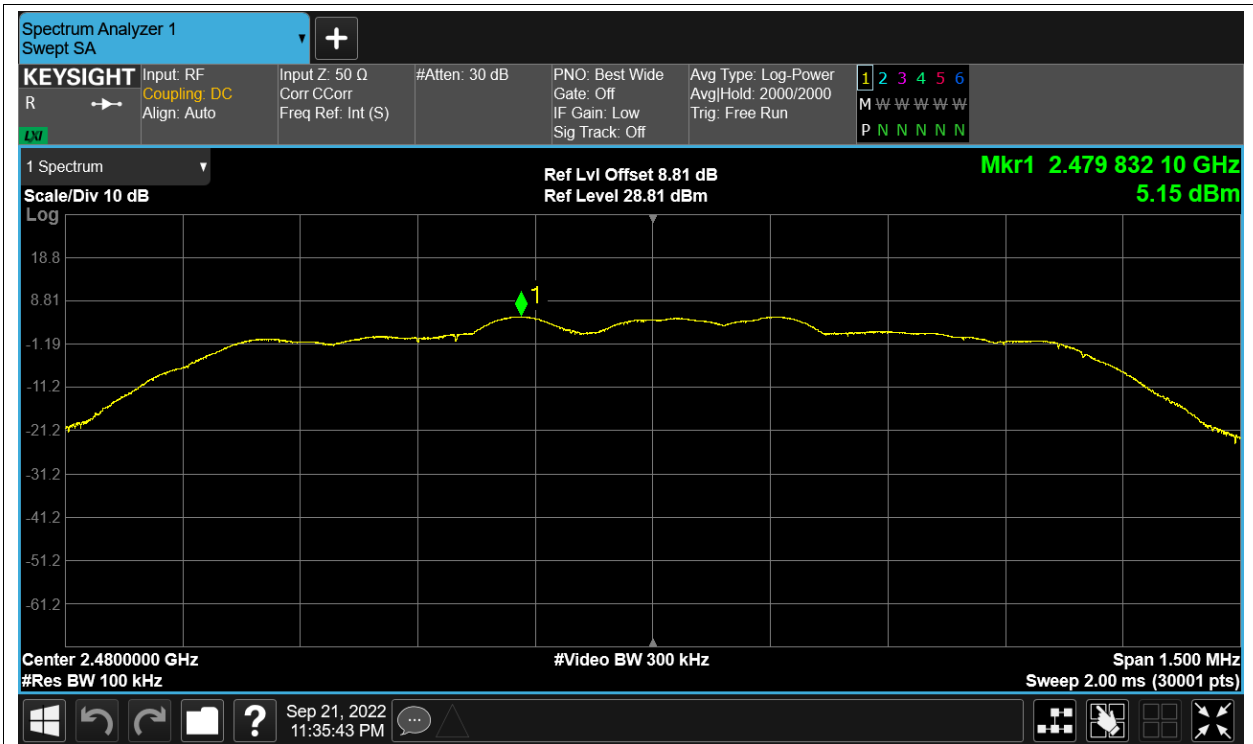 Spectrum Analyzer 1
Swept SA
KEYSIGHT
R
LXI
Input: RF
Coupling: DC
Align: Auto
Input Z: 50 Ω
Corr CCorr
Freq Ref: Int (S)
#Atten: 30 dB
PNO: Best Wide
Gate: Off
IF Gain: Low
Sig Track: Off
Avg Type: Log-Power
Avg|Hold: 2000/2000
Trig: Free Run
1 2 3 4 5 6
M W W W W W
P N N N N N
1 Spectrum
Scale/Div 10 dB
Log
Ref Lvl Offset 8.81 dB
Ref Level 28.81 dBm
Mkr1 2.479 832 10 GHz
5.15 dBm
18.8
8.81
1
-1.19
-11.2
-21.2
-31.2
-41.2
-51.2
-61.2
Center 2.4800000 GHz
#Res BW 100 kHz
#Video BW 300 kHz
Span 1.500 MHz
Sweep 2.00 ms (30001 pts)
?
Sep 21, 2022
11:35:43 PM